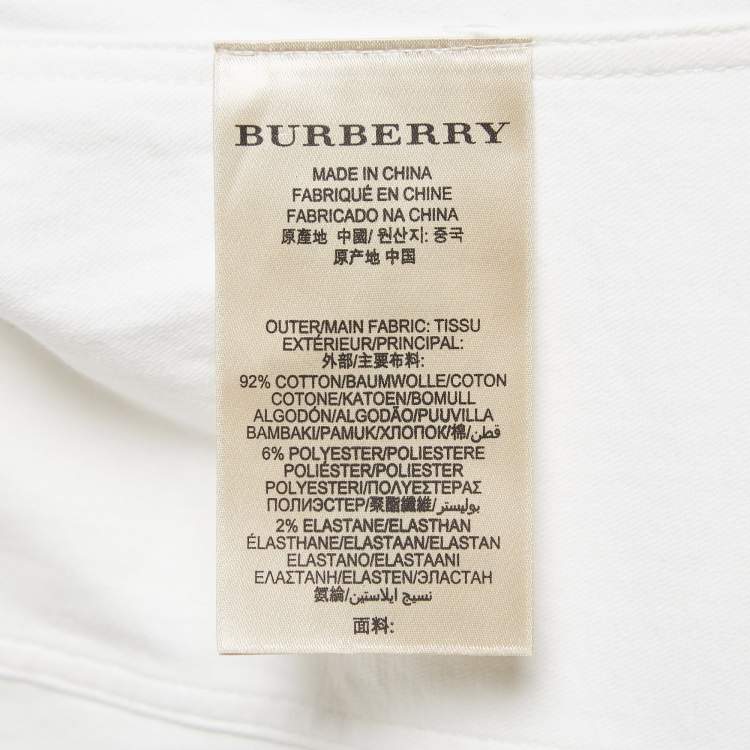 BURBERRY
MADE IN CHINA
FABRIQUÉ EN CHINE
FABRICADO NA CHINA
原產地 中國/ 원산지: 중국
原产地 中国
OUTER/MAIN FABRIC: TISSU
EXTÉRIEUR/PRINCIPAL:
外部/主要布料:
92% COTTON/BAUMWOLLE/COTON
COTONE/KATOEN/BOMULL
ALGODÓN/ALGODÃO/PUUVILLA
BAMBAKI/PAMUK/ХЛОПОК/棉/قطن
6% POLYESTER/POLIESTERE
POLIÉSTER/POLIESTER
POLYESTERI/ΠΟΛΥΕΣΤΕΡΑΣ
ПОЛИЭСТЕР/聚酯纖維/بوليستر
2% ELASTANE/ELASTHAN
ÉLASTHANE/ELASTAAN/ELASTAN
ELASTANO/ELASTAANI
ΕΛΑΣΤΑΝΗ/ELASTEN/ЭЛАСТАН
氨綸/نسيج ايلاستين
面料: